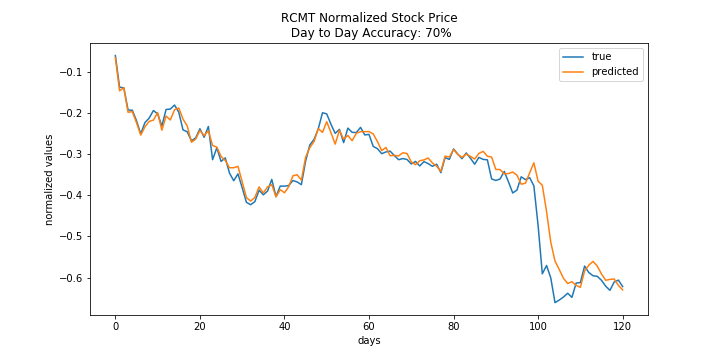 RCMT Normalized Stock Price
Day to Day Accuracy: 70%
true
predicted
normalized values
−0.1
−0.2
−0.3
−0.4
−0.5
−0.6
0
20
40
60
80
100
120
days